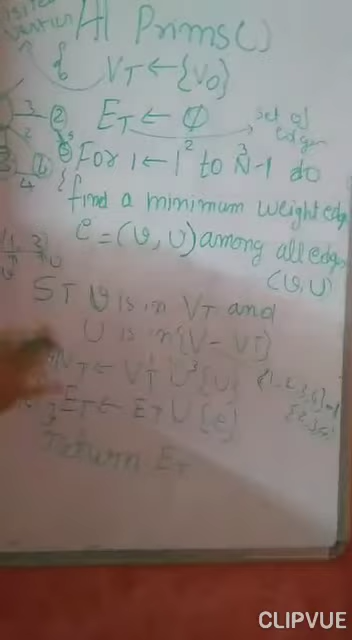 Al Prims()
{ VT ← {V0}
ET ← ∅
set of edges
For i ← 1 to N-1 do
{ find a minimum weight edge
e = (v, u) among all edges
(v, u)
ST v is in VT and
u is in {V - VT}
VT ← VT U {u}
ET ← ET U {e}
}
return ET
CLIPVUE